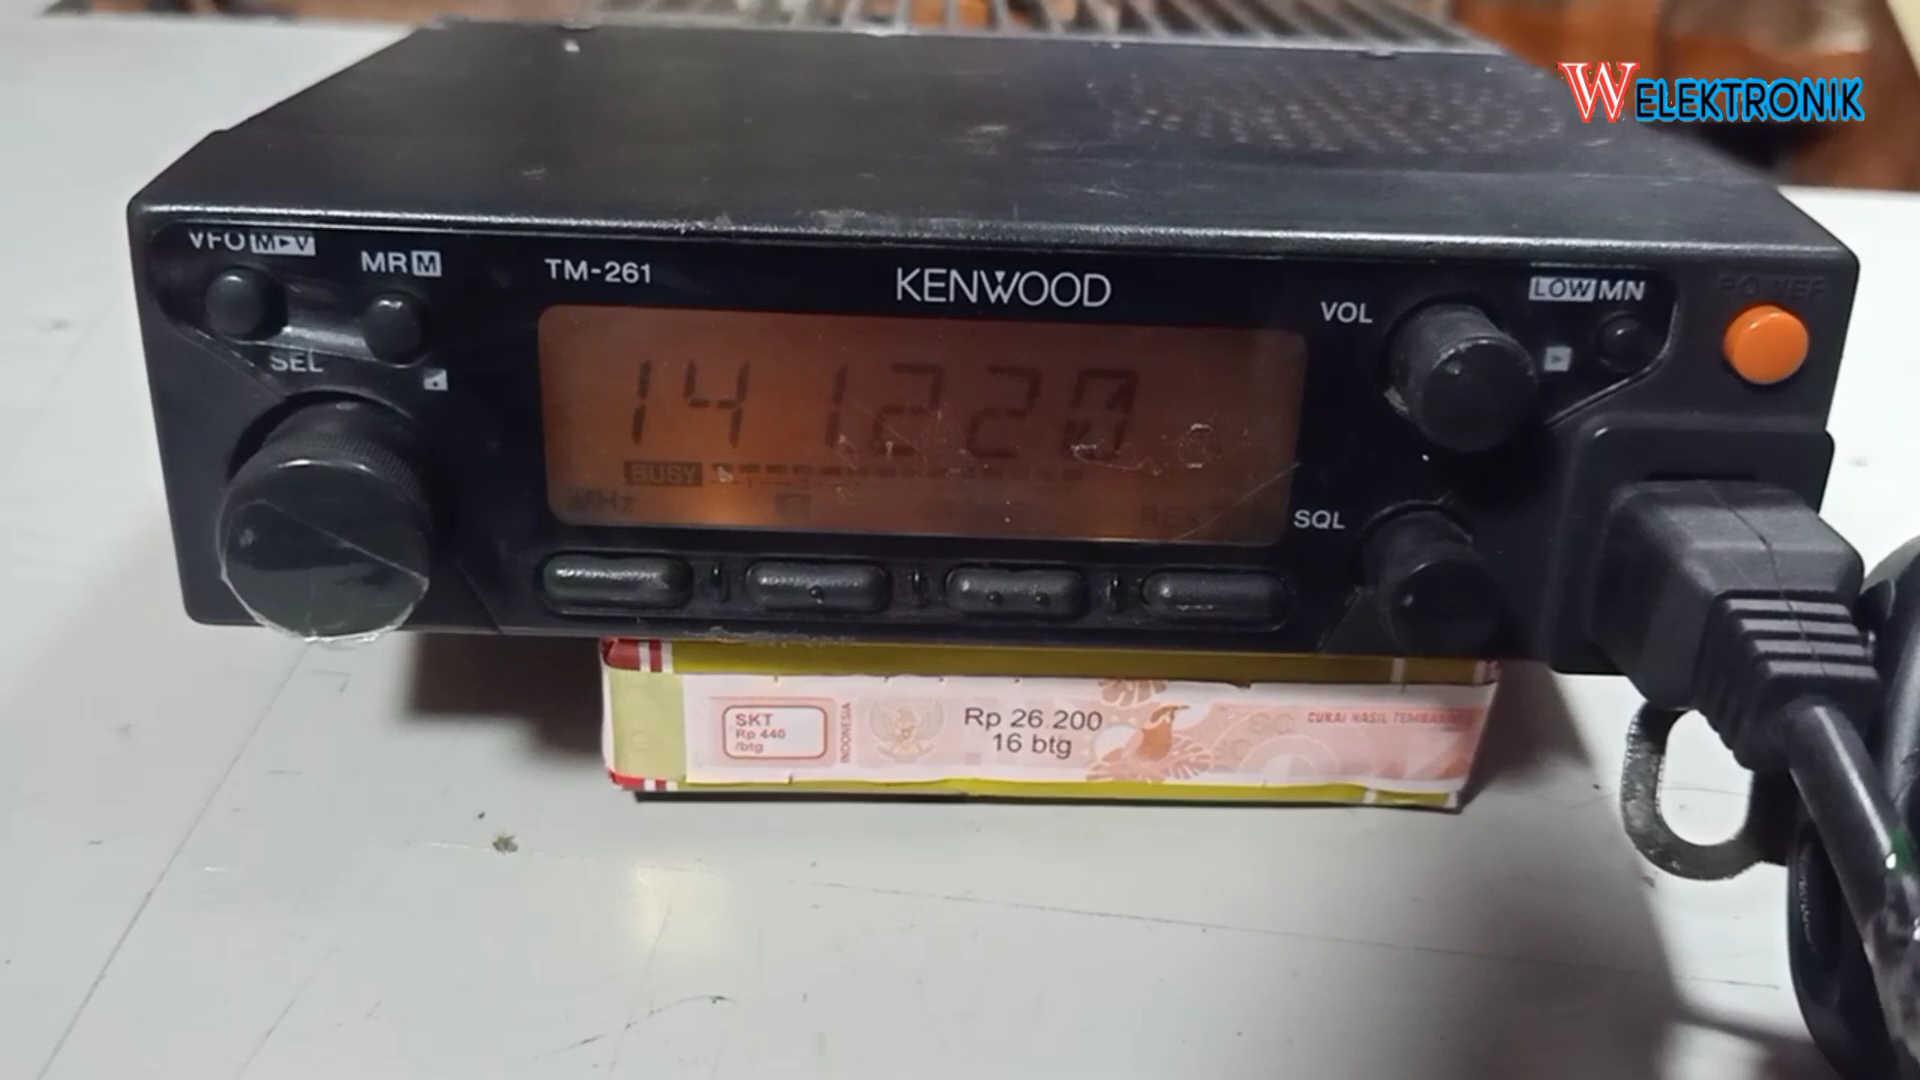 W ELEKTRONIK
VFO M►V
MR M
TM-261
KENWOOD
VOL
LOW MN
POWER
SEL
141.220
BUSY
MHz
SQL
SKT
Rp 440
/btg
INDONESIA
Rp 26.200
16 btg
CUKAI HASIL TEMBAKAU